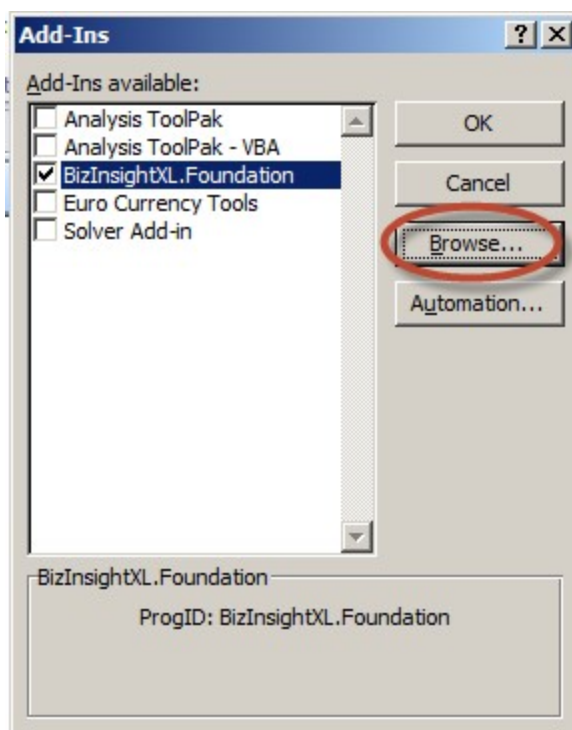 Add-Ins
Add-Ins available:
Analysis ToolPak
Analysis ToolPak - VBA
BizInsightXL.Foundation
Euro Currency Tools
Solver Add-in
OK
Cancel
Browse...
Automation...
BizInsightXL.Foundation
ProgID: BizInsightXL.Foundation